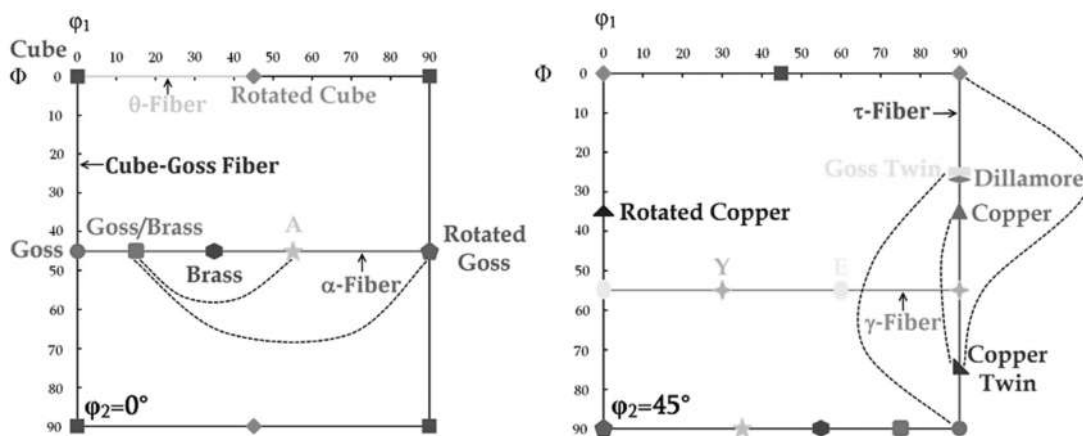 φ1
Cube
0 10 20 30 40 50 60 70 80 90
Φ
0
θ-Fiber
Rotated Cube
10
20
Cube-Goss Fiber
30
Goss/Brass
A
40
Goss
Rotated
Goss
50
Brass
α-Fiber
60
70
80
φ2=0°
90
φ1
0 10 20 30 40 50 60 70 80 90
Φ
0
10
τ-Fiber
20
Goss Twin
Dillamore
30
Rotated Copper
Copper
40
50
Y
E
60
γ-Fiber
70
Copper
Twin
80
φ2=45°
90